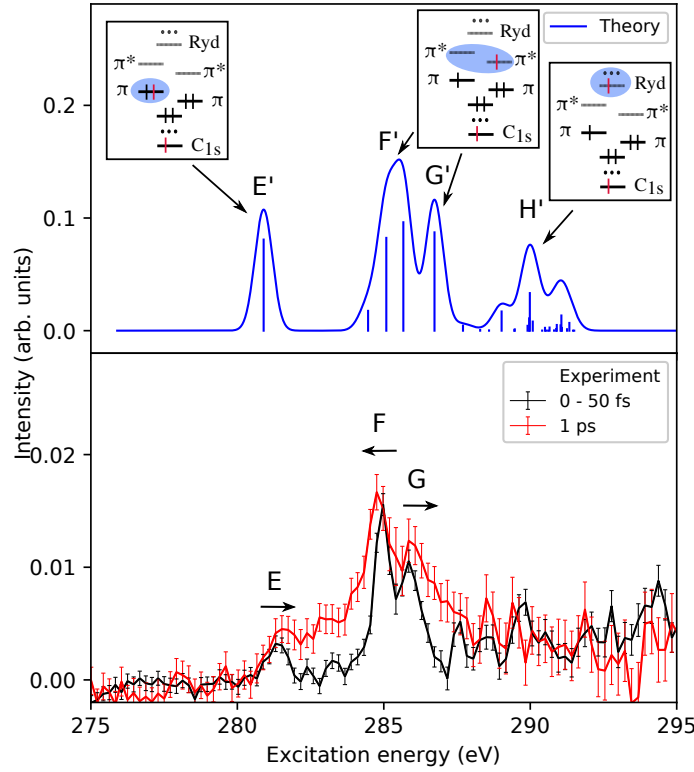 Theory
Ryd
π*
π*
π
π
C1s
E'
Ryd
π*
π*
π
π
C1s
F'
G'
Ryd
π*
π*
π
π
C1s
H'
0.2
0.1
0.0
Intensity (arb. units)
Experiment
0 - 50 fs
1 ps
F
G
E
0.02
0.01
0.00
275 280 285 290 295
Excitation energy (eV)